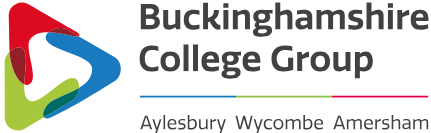 Buckinghamshire
College Group
Aylesbury Wycombe Amersham